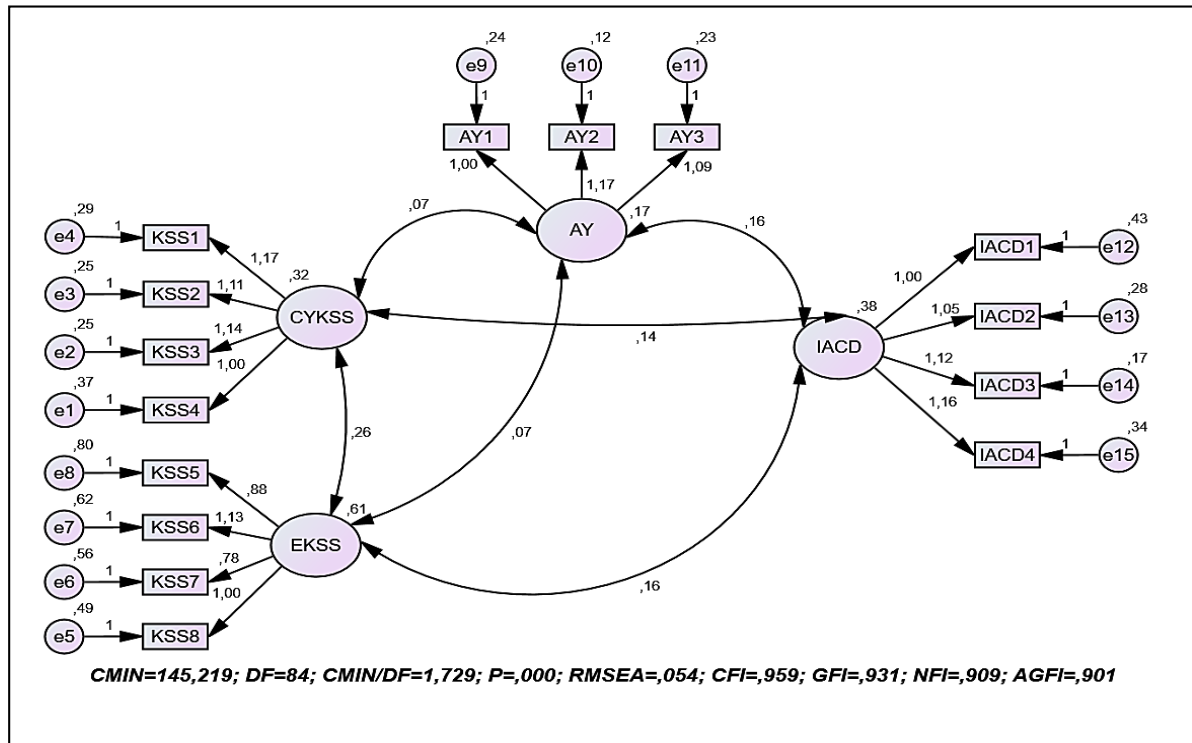 ,24
,12
,23
e9
e10
e11
1
1
1
AY1
AY2
AY3
1,00
1,17
1,09
,07
AY
,17
,16
,29
e4
1
KSS1
1,17
,25
e3
1
KSS2
1,11
,32
,25
e2
1
KSS3
1,14
CYKSS
,37
e1
1
KSS4
1,00
,14
,38
IACD
1,00
IACD1
1
,43
e12
1,05
IACD2
1
,28
e13
1,12
IACD3
1
,17
e14
1,16
IACD4
1
,34
e15
,26
,07
,80
e8
1
KSS5
,88
,62
e7
1
KSS6
1,13
,61
,56
e6
1
KSS7
,78
EKSS
,49
e5
1
KSS8
1,00
,16
CMIN=145,219; DF=84; CMIN/DF=1,729; P=,000; RMSEA=,054; CFI=,959; GFI=,931; NFI=,909; AGFI=,901